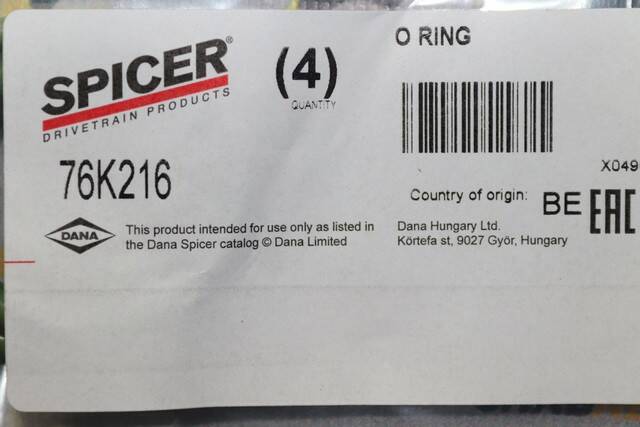 SPICER®
DRIVETRAIN PRODUCTS
(4)
QUANTITY
O RING
76K216
X049
Country of origin: BE
EAC
DANA
This product intended for use only as listed in
the Dana Spicer catalog © Dana Limited
Dana Hungary Ltd.
Körtefa st, 9027 Győr, Hungary